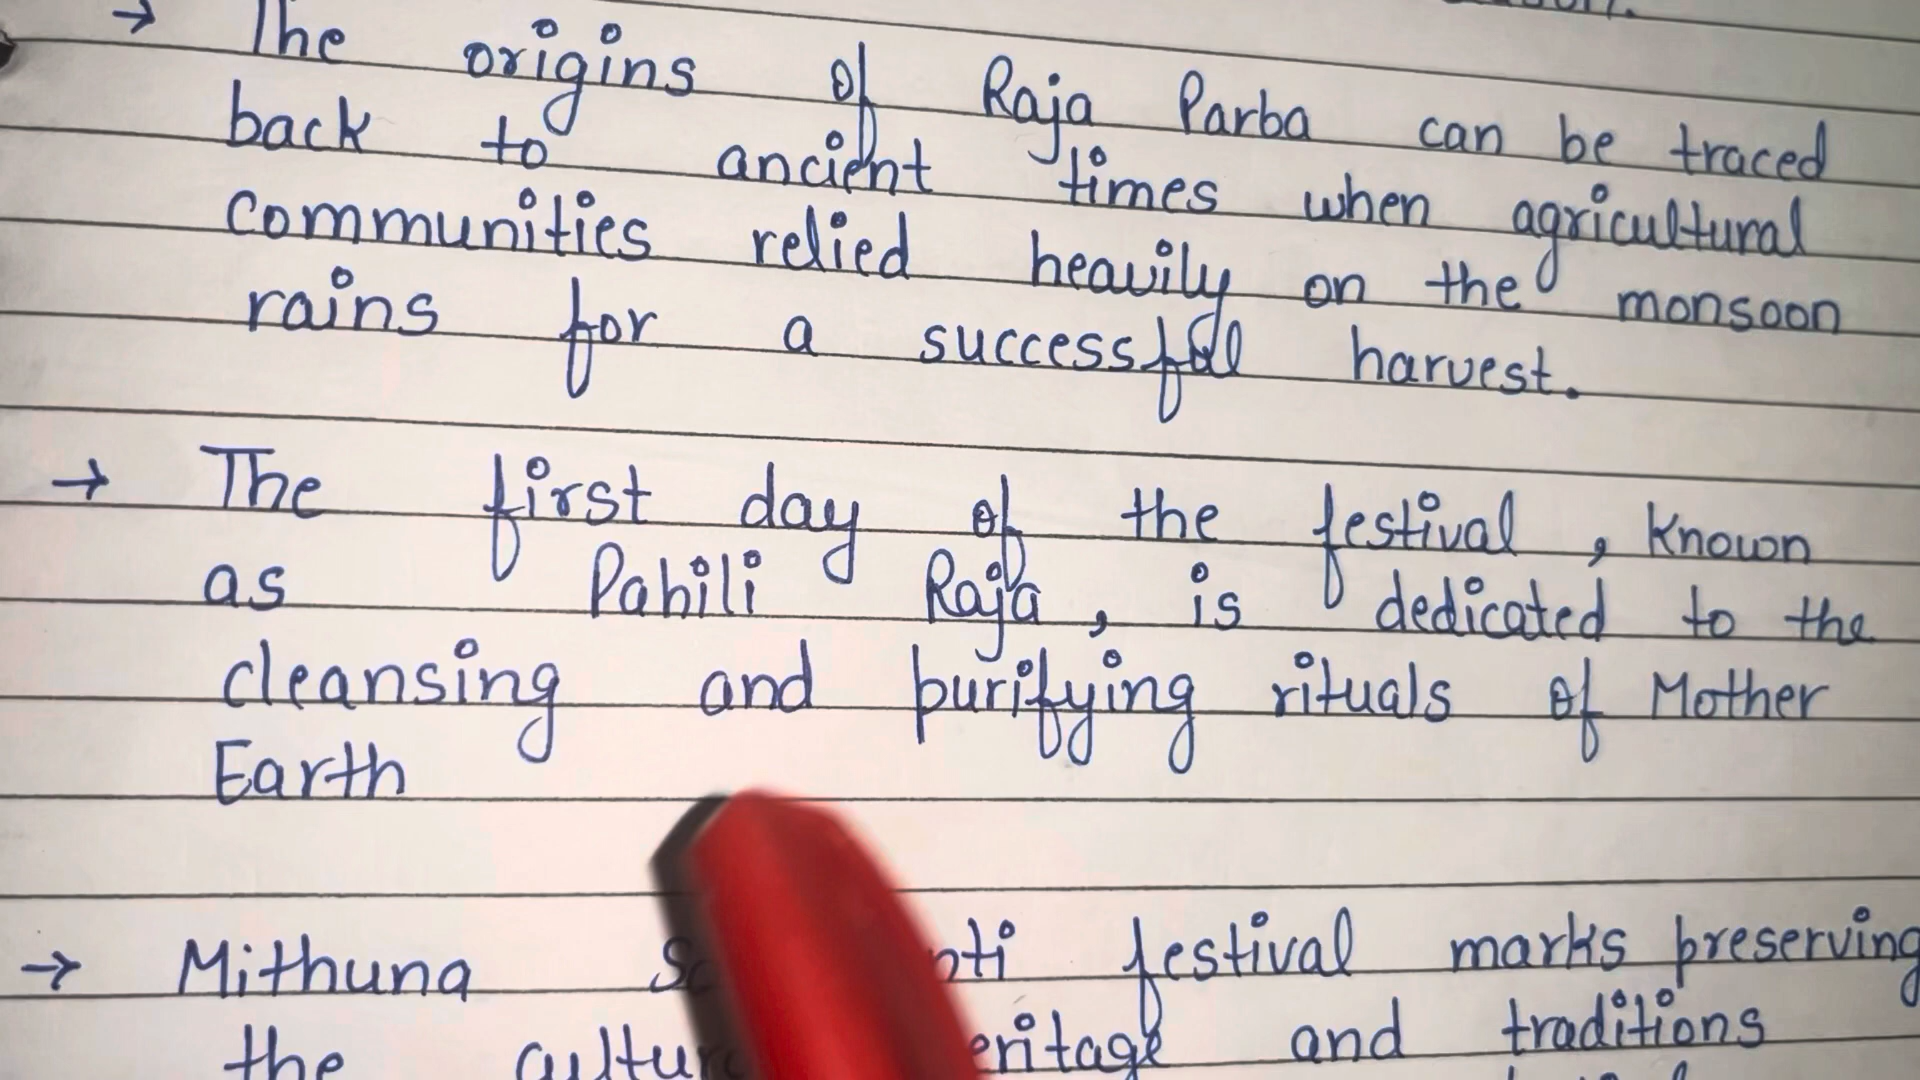 → The origins of Raja Parba can be traced
back to ancient times when agricultural
communities relied heavily on the monsoon
rains for a successful harvest.
→ The first day of the festival, Known
as Pahili Raja, is dedicated to the
cleansing and purifying rituals of Mother
Earth
→ Mithuna festival marks preserving
the and traditions